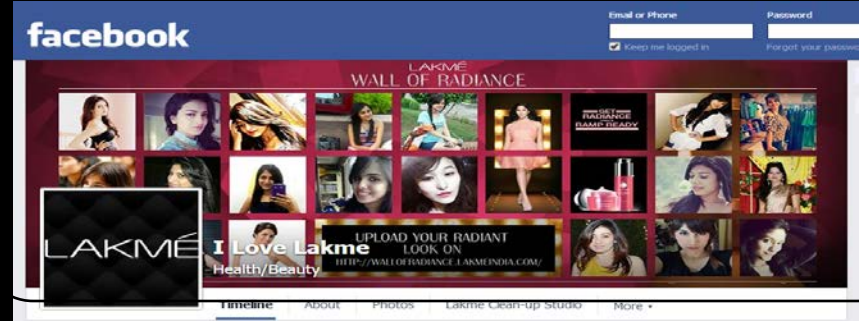 Email or Phone
Password
facebook
Keep me logged in
Forgot your passwo
LAKMÉ
WALL OF RADIANCE
GET
RADIANCE
RAMP READY
LAKMÉ
I Love Lakme
Health/Beauty
UPLOAD YOUR RADIANT
LOOK ON
HTTP://WALLOFRADIANCE.LAKMEINDIA.COM/
Timeline
About
Photos
Lakme Clean-up Studio
More